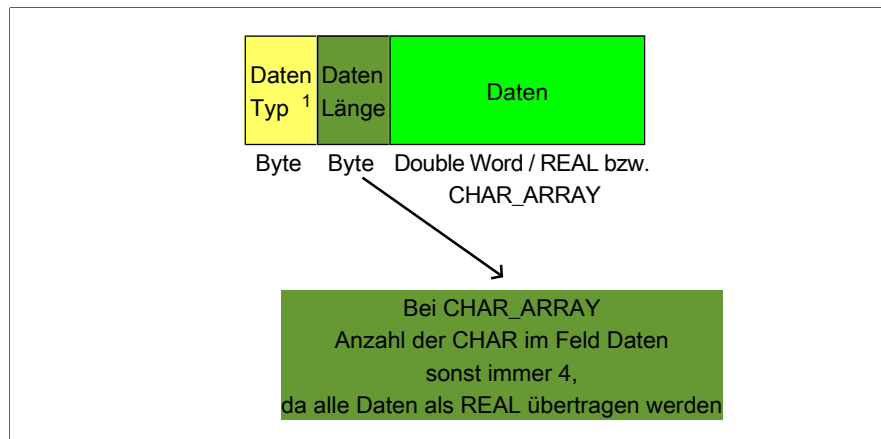 Daten
Typ 1
Daten
Länge
Daten
Byte
Byte
Double Word / REAL bzw.
CHAR_ARRAY
Bei CHAR_ARRAY
Anzahl der CHAR im Feld Daten
sonst immer 4,
da alle Daten als REAL übertragen werden